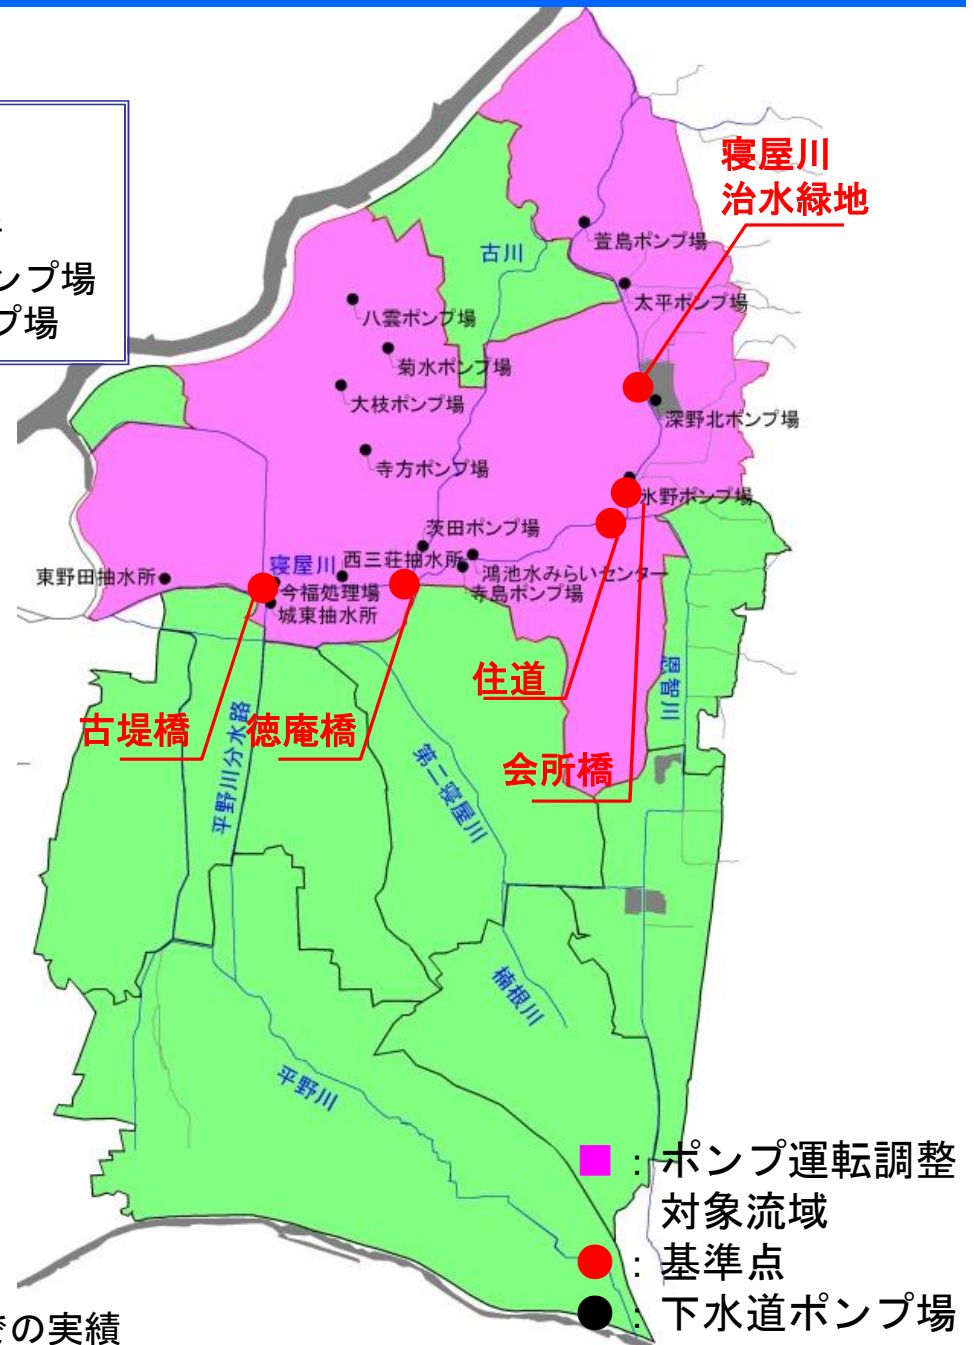 ンプ場
プ場
寝屋川
治水緑地
萱島ポンプ場
古川
太平ポンプ場
八雲ポンプ場
菊水ポンプ場
大枝ポンプ場
深野北ポンプ場
寺方ポンプ場
氷野ポンプ場
茨田ポンプ場
寝屋川
西三荘抽水所
鴻池水みらいセンター
東野田抽水所
今福処理場
寺島ポンプ場
城東抽水所
住道
恩智川
古堤橋
徳庵橋
平野川分水路
第二寝屋川
会所橋
楠根川
平野川
：ポンプ運転調整
対象流域
：基準点
：下水道ポンプ場
の実績